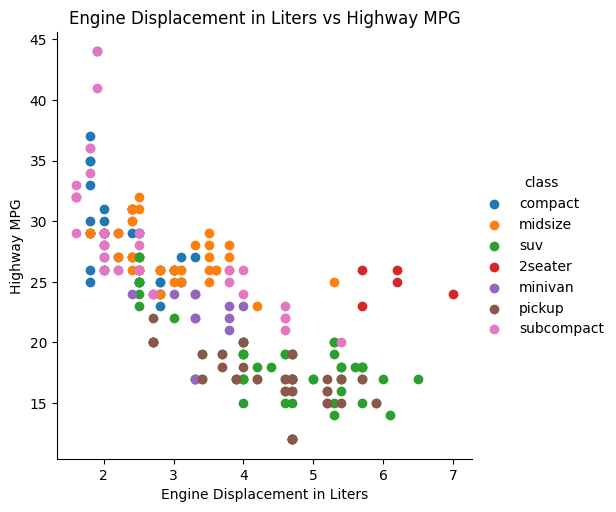 Engine Displacement in Liters vs Highway MPG
45
40
35
30
25
20
15
Highway MPG
2 3 4 5 6 7
Engine Displacement in Liters
class
compact
midsize
suv
2seater
minivan
pickup
subcompact